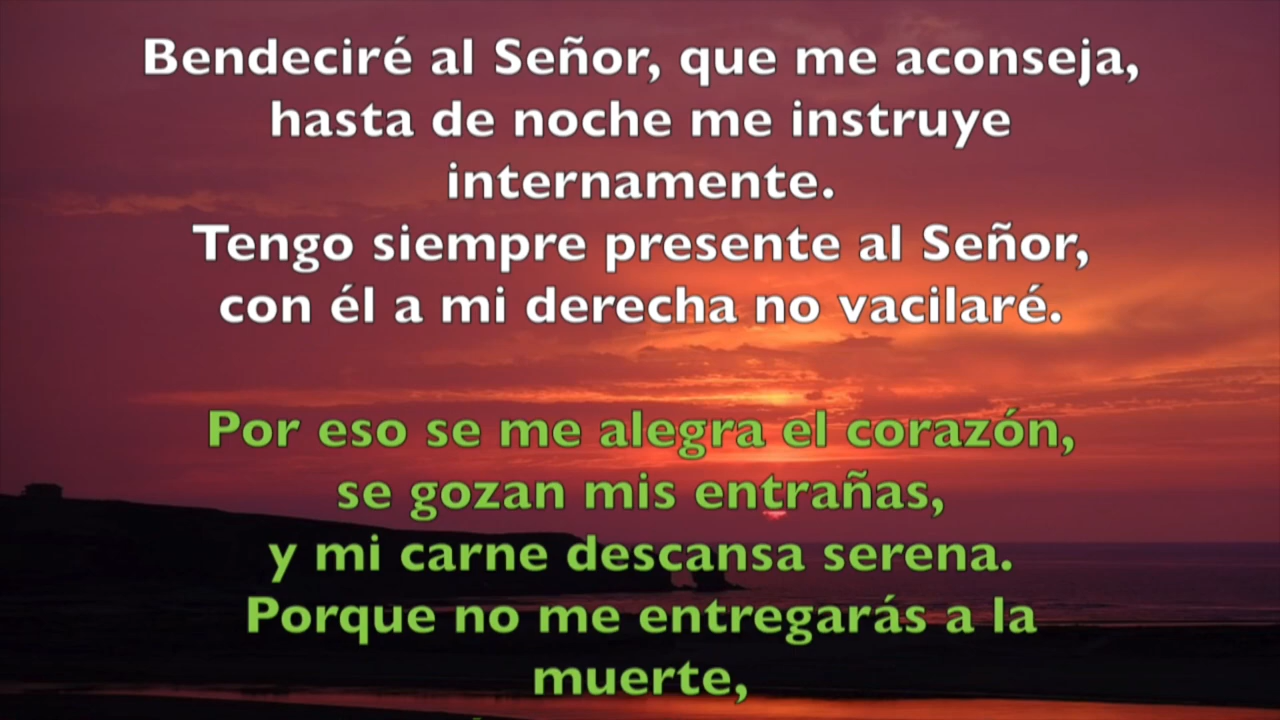 Bendeciré al Señor, que me aconseja,
hasta de noche me instruye
internamente.
Tengo siempre presente al Señor,
con él a mi derecha no vacilaré.
Por eso se me alegra el corazón,
se gozan mis entrañas,
y mi carne descansa serena.
Porque no me entregarás a la
muerte,